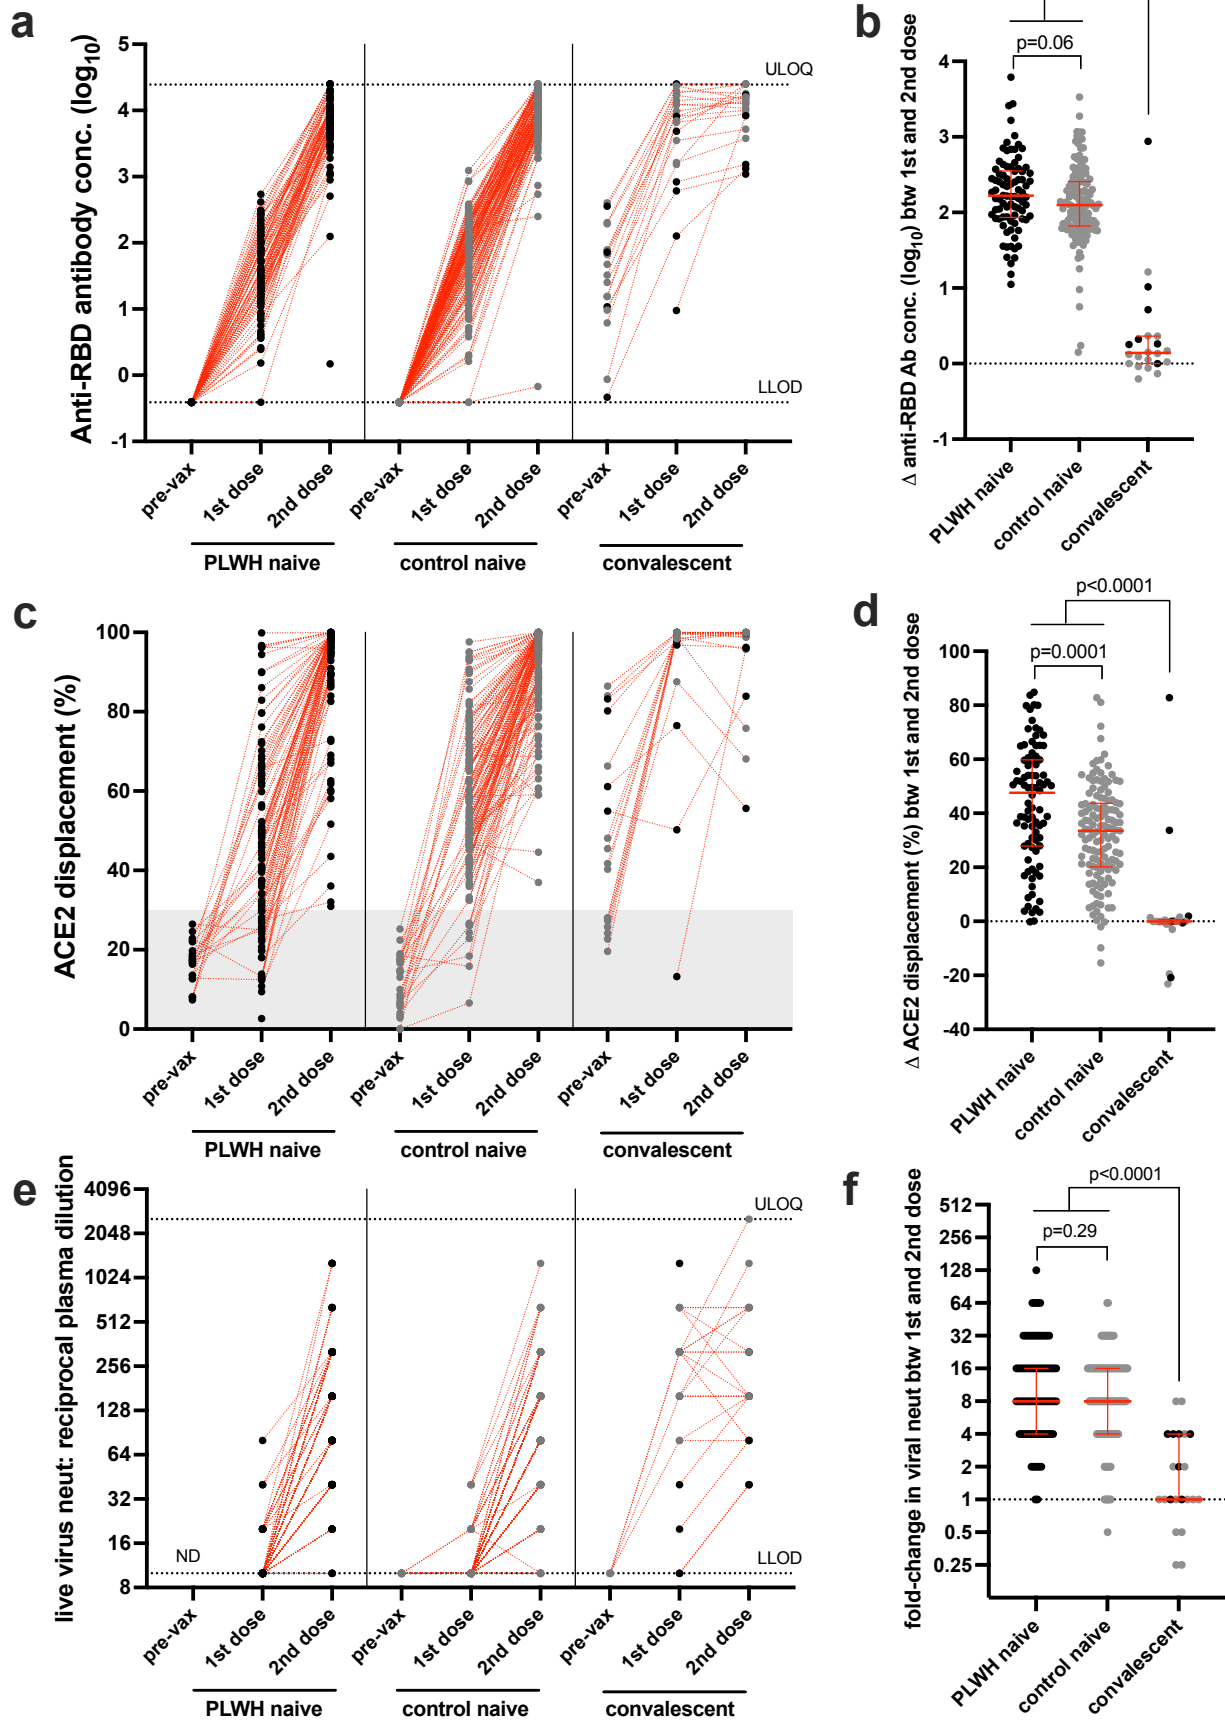 a
Anti-RBD antibody conc. (log10)
5
4
3
2
1
0
-1
ULOQ
LLOD
pre-vax
1st dose
2nd dose
pre-vax
1st dose
2nd dose
pre-vax
1st dose
2nd dose
PLWH naive
control naive
convalescent
b
Δ anti-RBD Ab conc. (log10) btw 1st and 2nd dose
p=0.06
4
3
2
1
0
-1
PLWH naive
control naive
convalescent
c
ACE2 displacement (%)
100
80
60
40
20
0
pre-vax
1st dose
2nd dose
pre-vax
1st dose
2nd dose
pre-vax
1st dose
2nd dose
PLWH naive
control naive
convalescent
d
Δ ACE2 displacement (%) btw 1st and 2nd dose
p<0.0001
p=0.0001
100
80
60
40
20
0
-20
-40
PLWH naive
control naive
convalescent
e
live virus neut: reciprocal plasma dilution
4096
2048
1024
512
256
128
64
32
16
8
ULOQ
ND
LLOD
pre-vax
1st dose
2nd dose
pre-vax
1st dose
2nd dose
pre-vax
1st dose
2nd dose
PLWH naive
control naive
convalescent
f
fold-change in viral neut btw 1st and 2nd dose
p<0.0001
p=0.29
512
256
128
64
32
16
8
4
2
1
0.5
0.25
PLWH naive
control naive
convalescent